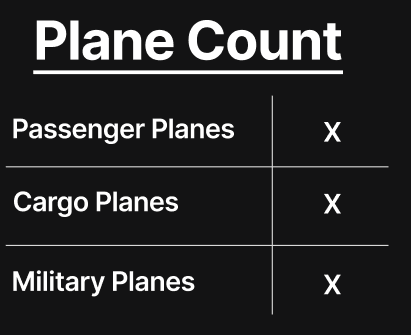 Plane Count
Passenger Planes X
Cargo Planes X
Military Planes X